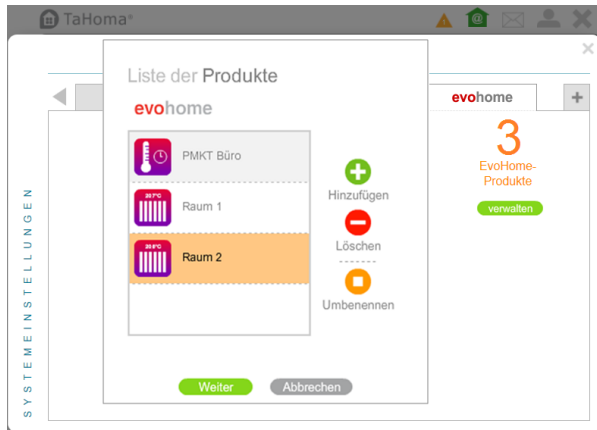 TaHoma®
Liste der Produkte
evohome
PMKT Büro
Raum 1
Raum 2
Hinzufügen
Löschen
Umbenennen
Weiter
Abbrechen
evohome
+
3
EvoHome-
Produkte
verwalten
SYSTEMEINSTELLUNGEN